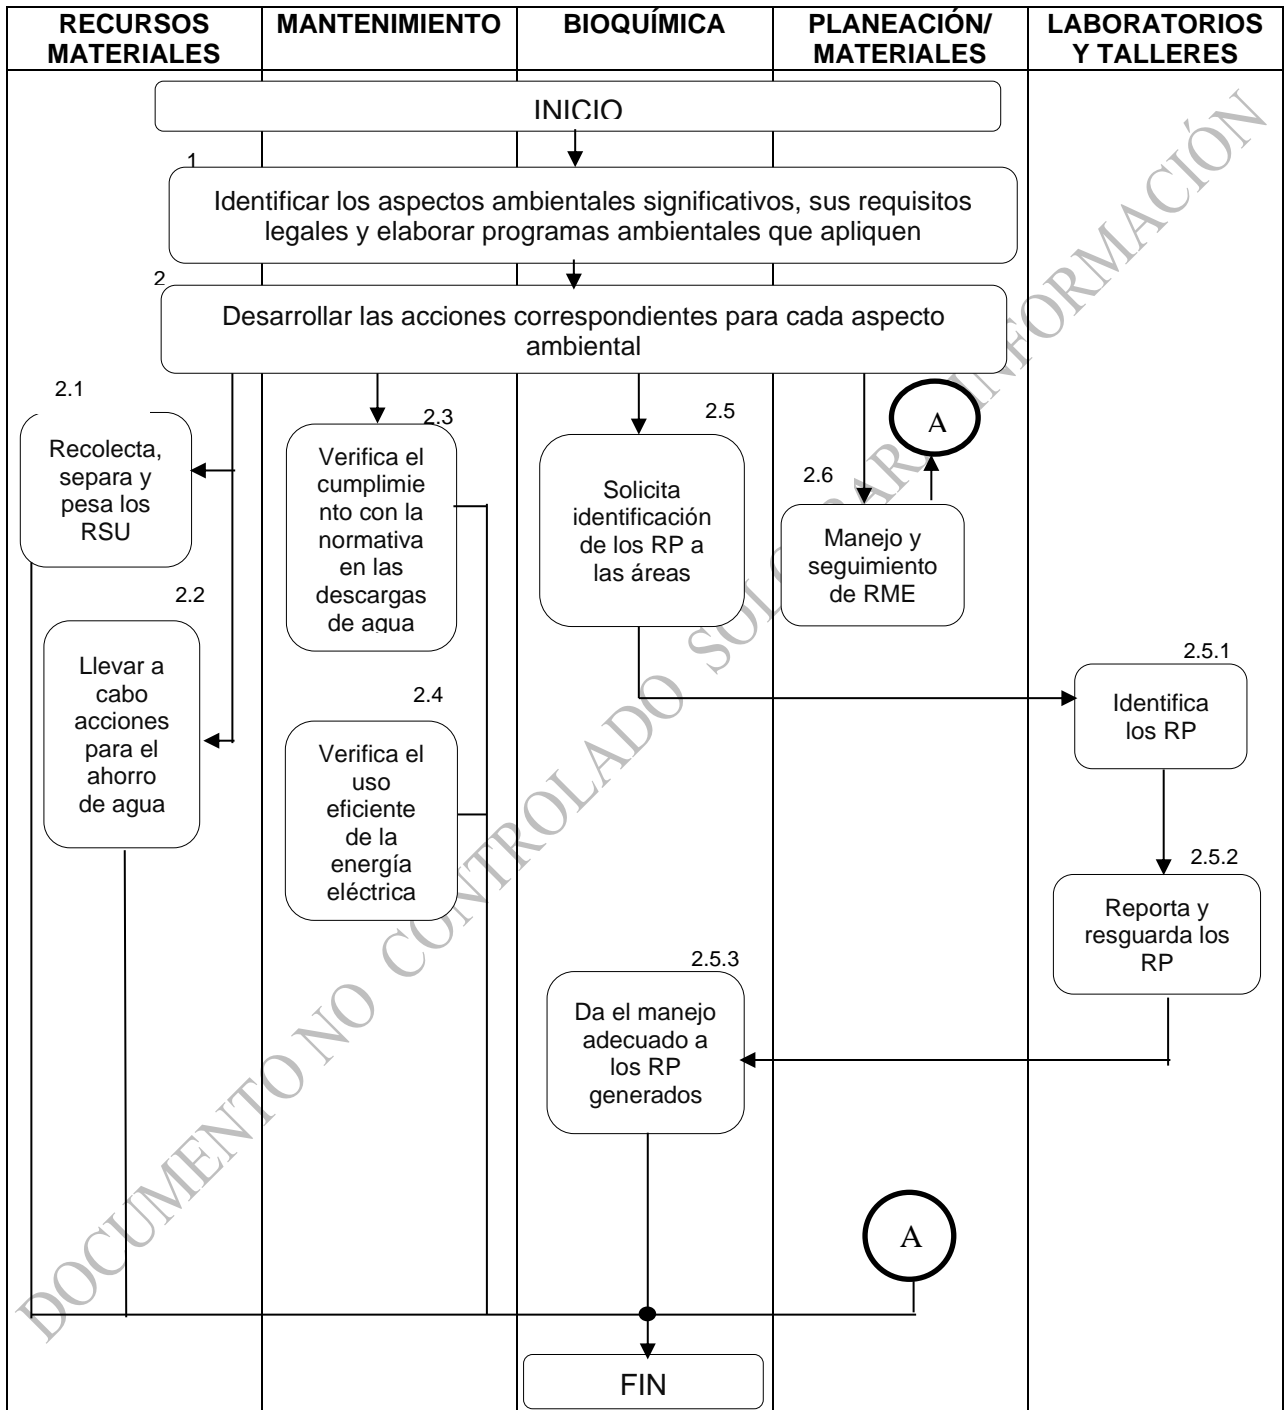 RECURSOS
MATERIALES
MANTENIMIENTO
BIOQUÍMICA
PLANEACIÓN/
MATERIALES
LABORATORIOS
Y TALLERES
INICIO
1
Identificar los aspectos ambientales significativos, sus requisitos
legales y elaborar programas ambientales que apliquen
2
Desarrollar las acciones correspondientes para cada aspecto
ambiental
2.1
Recolecta,
separa y
pesa los
RSU
2.2
Llevar a
cabo
acciones
para el
ahorro
de agua
2.3
Verifica el
cumplimie
nto con la
normativa
en las
descargas
de agua
2.4
Verifica el
uso
eficiente
de la
energía
eléctrica
2.5
Solicita
identificación
de los RP a
las áreas
2.6
Manejo y
seguimiento
de RME
A
2.5.1
Identifica
los RP
2.5.2
Reporta y
resguarda los
RP
2.5.3
Da el manejo
adecuado a
los RP
generados
A
FIN
DOCUMENTO NO CONTROLADO SOLO PARA INFORMACIÓN